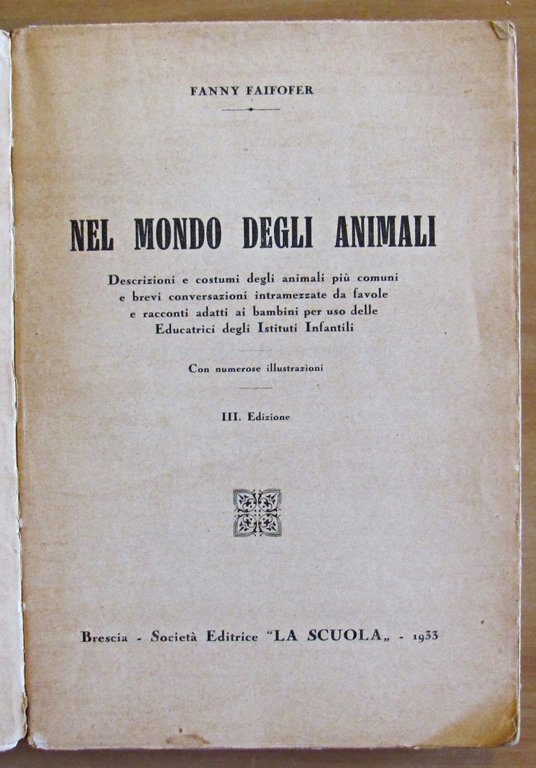 FANNY FAIFOFER
NEL MONDO DEGLI ANIMALI
Descrizioni e costumi degli animali più comuni
e brevi conversazioni intramezzate da favole
e racconti adatti ai bambini per uso delle
Educatrici degli Istituti Infantili
Con numerose illustrazioni
III. Edizione
Brescia - Società Editrice "LA SCUOLA„ - 1933